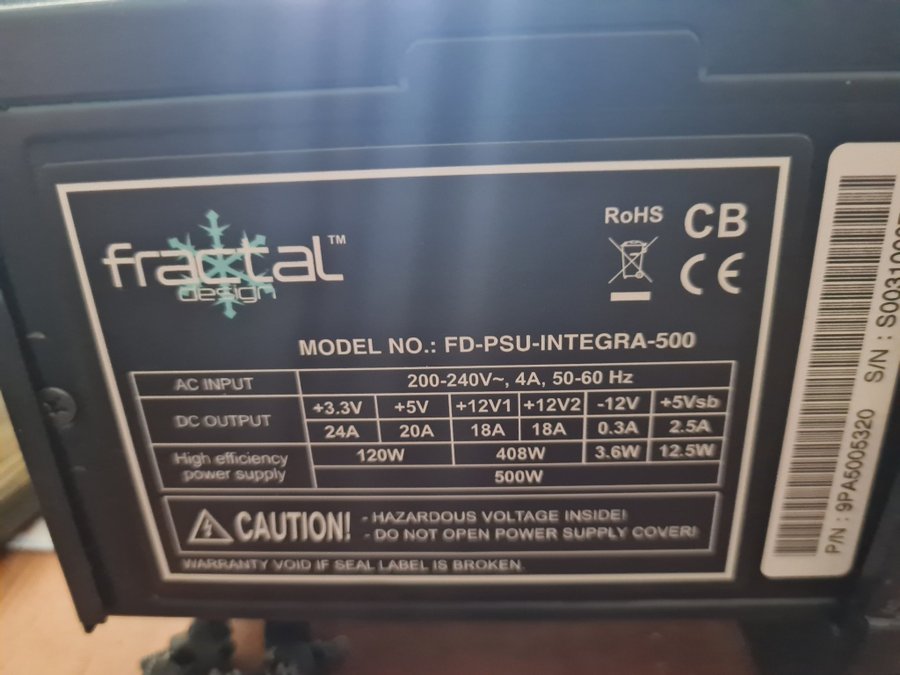 fractal™
design
RoHS
CB
CE
MODEL NO.: FD-PSU-INTEGRA-500
AC INPUT 200-240V~, 4A, 50-60 Hz
DC OUTPUT +3.3V +5V +12V1 +12V2 -12V +5Vsb
24A 20A 18A 18A 0.3A 2.5A
High efficiency power supply 120W 408W 3.6W 12.5W
500W
CAUTION! - HAZARDOUS VOLTAGE INSIDE!
- DO NOT OPEN POWER SUPPLY COVER!
WARRANTY VOID IF SEAL LABEL IS BROKEN.
P/N : 9PA5005320 S/N :